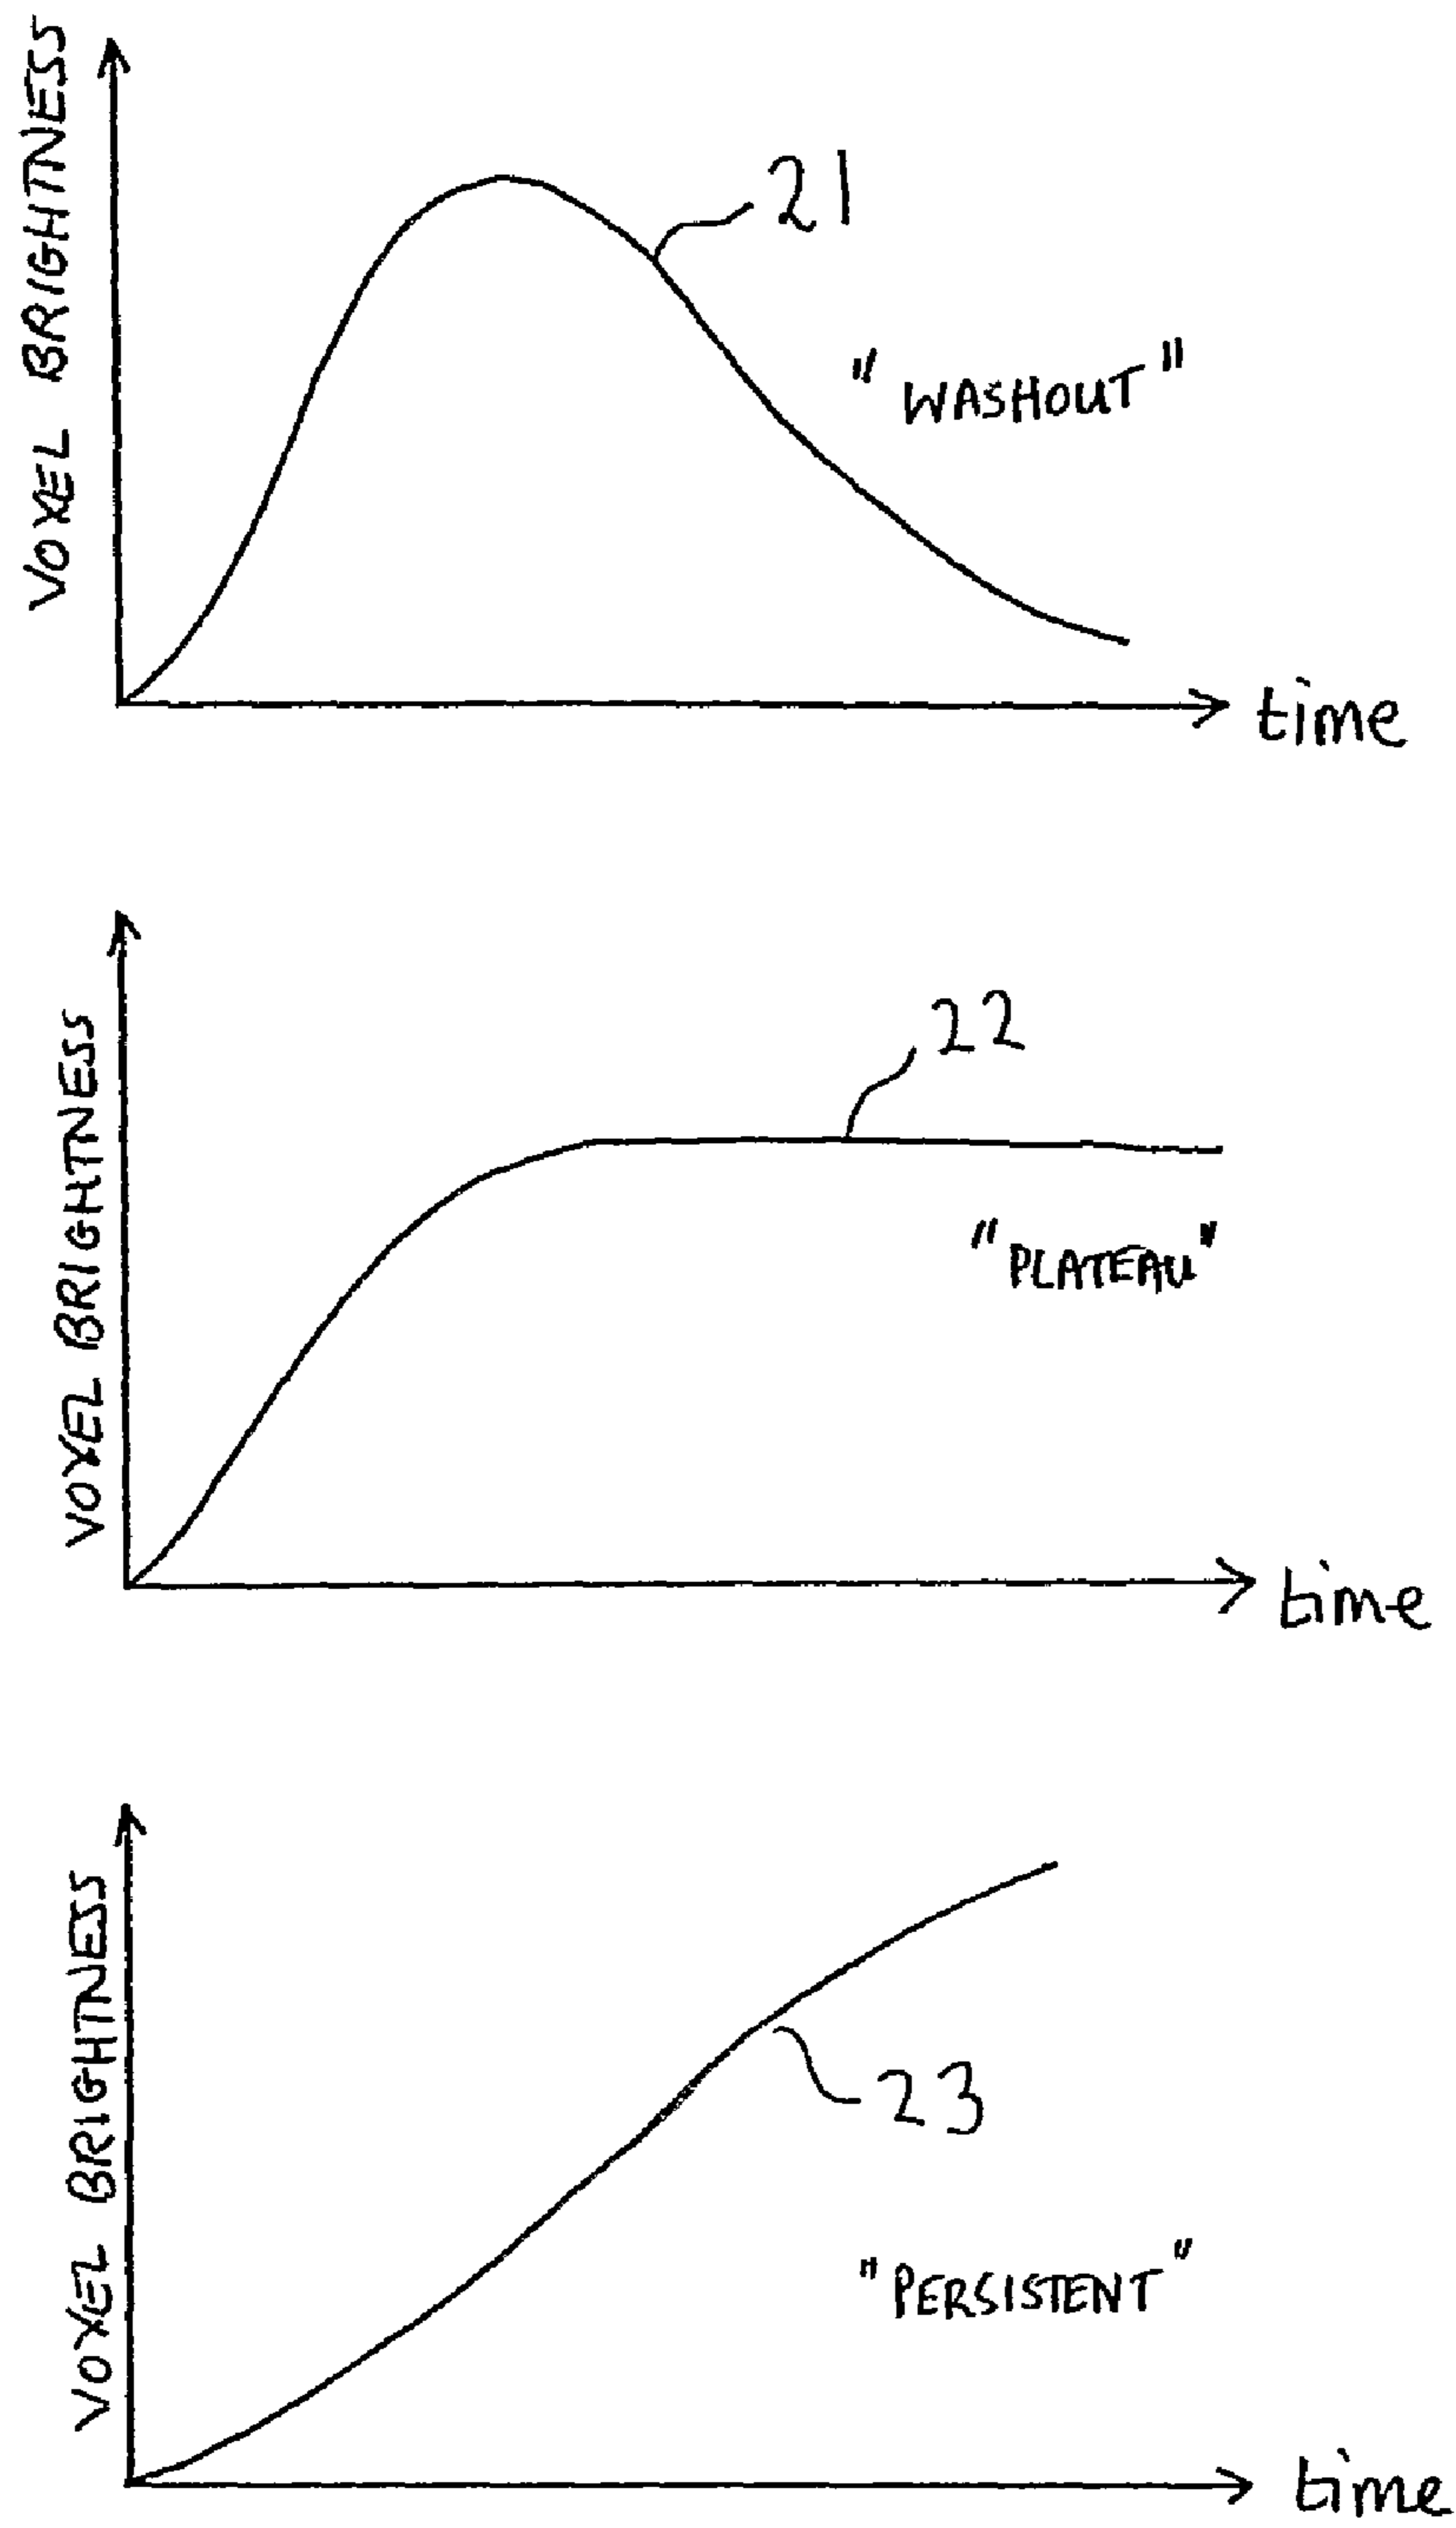 VOXEL BRIGHTNESS
21
"WASHOUT"
time
VOXEL BRIGHTNESS
22
"PLATEAU"
time
VOXEL BRIGHTNESS
23
"PERSISTENT"
time